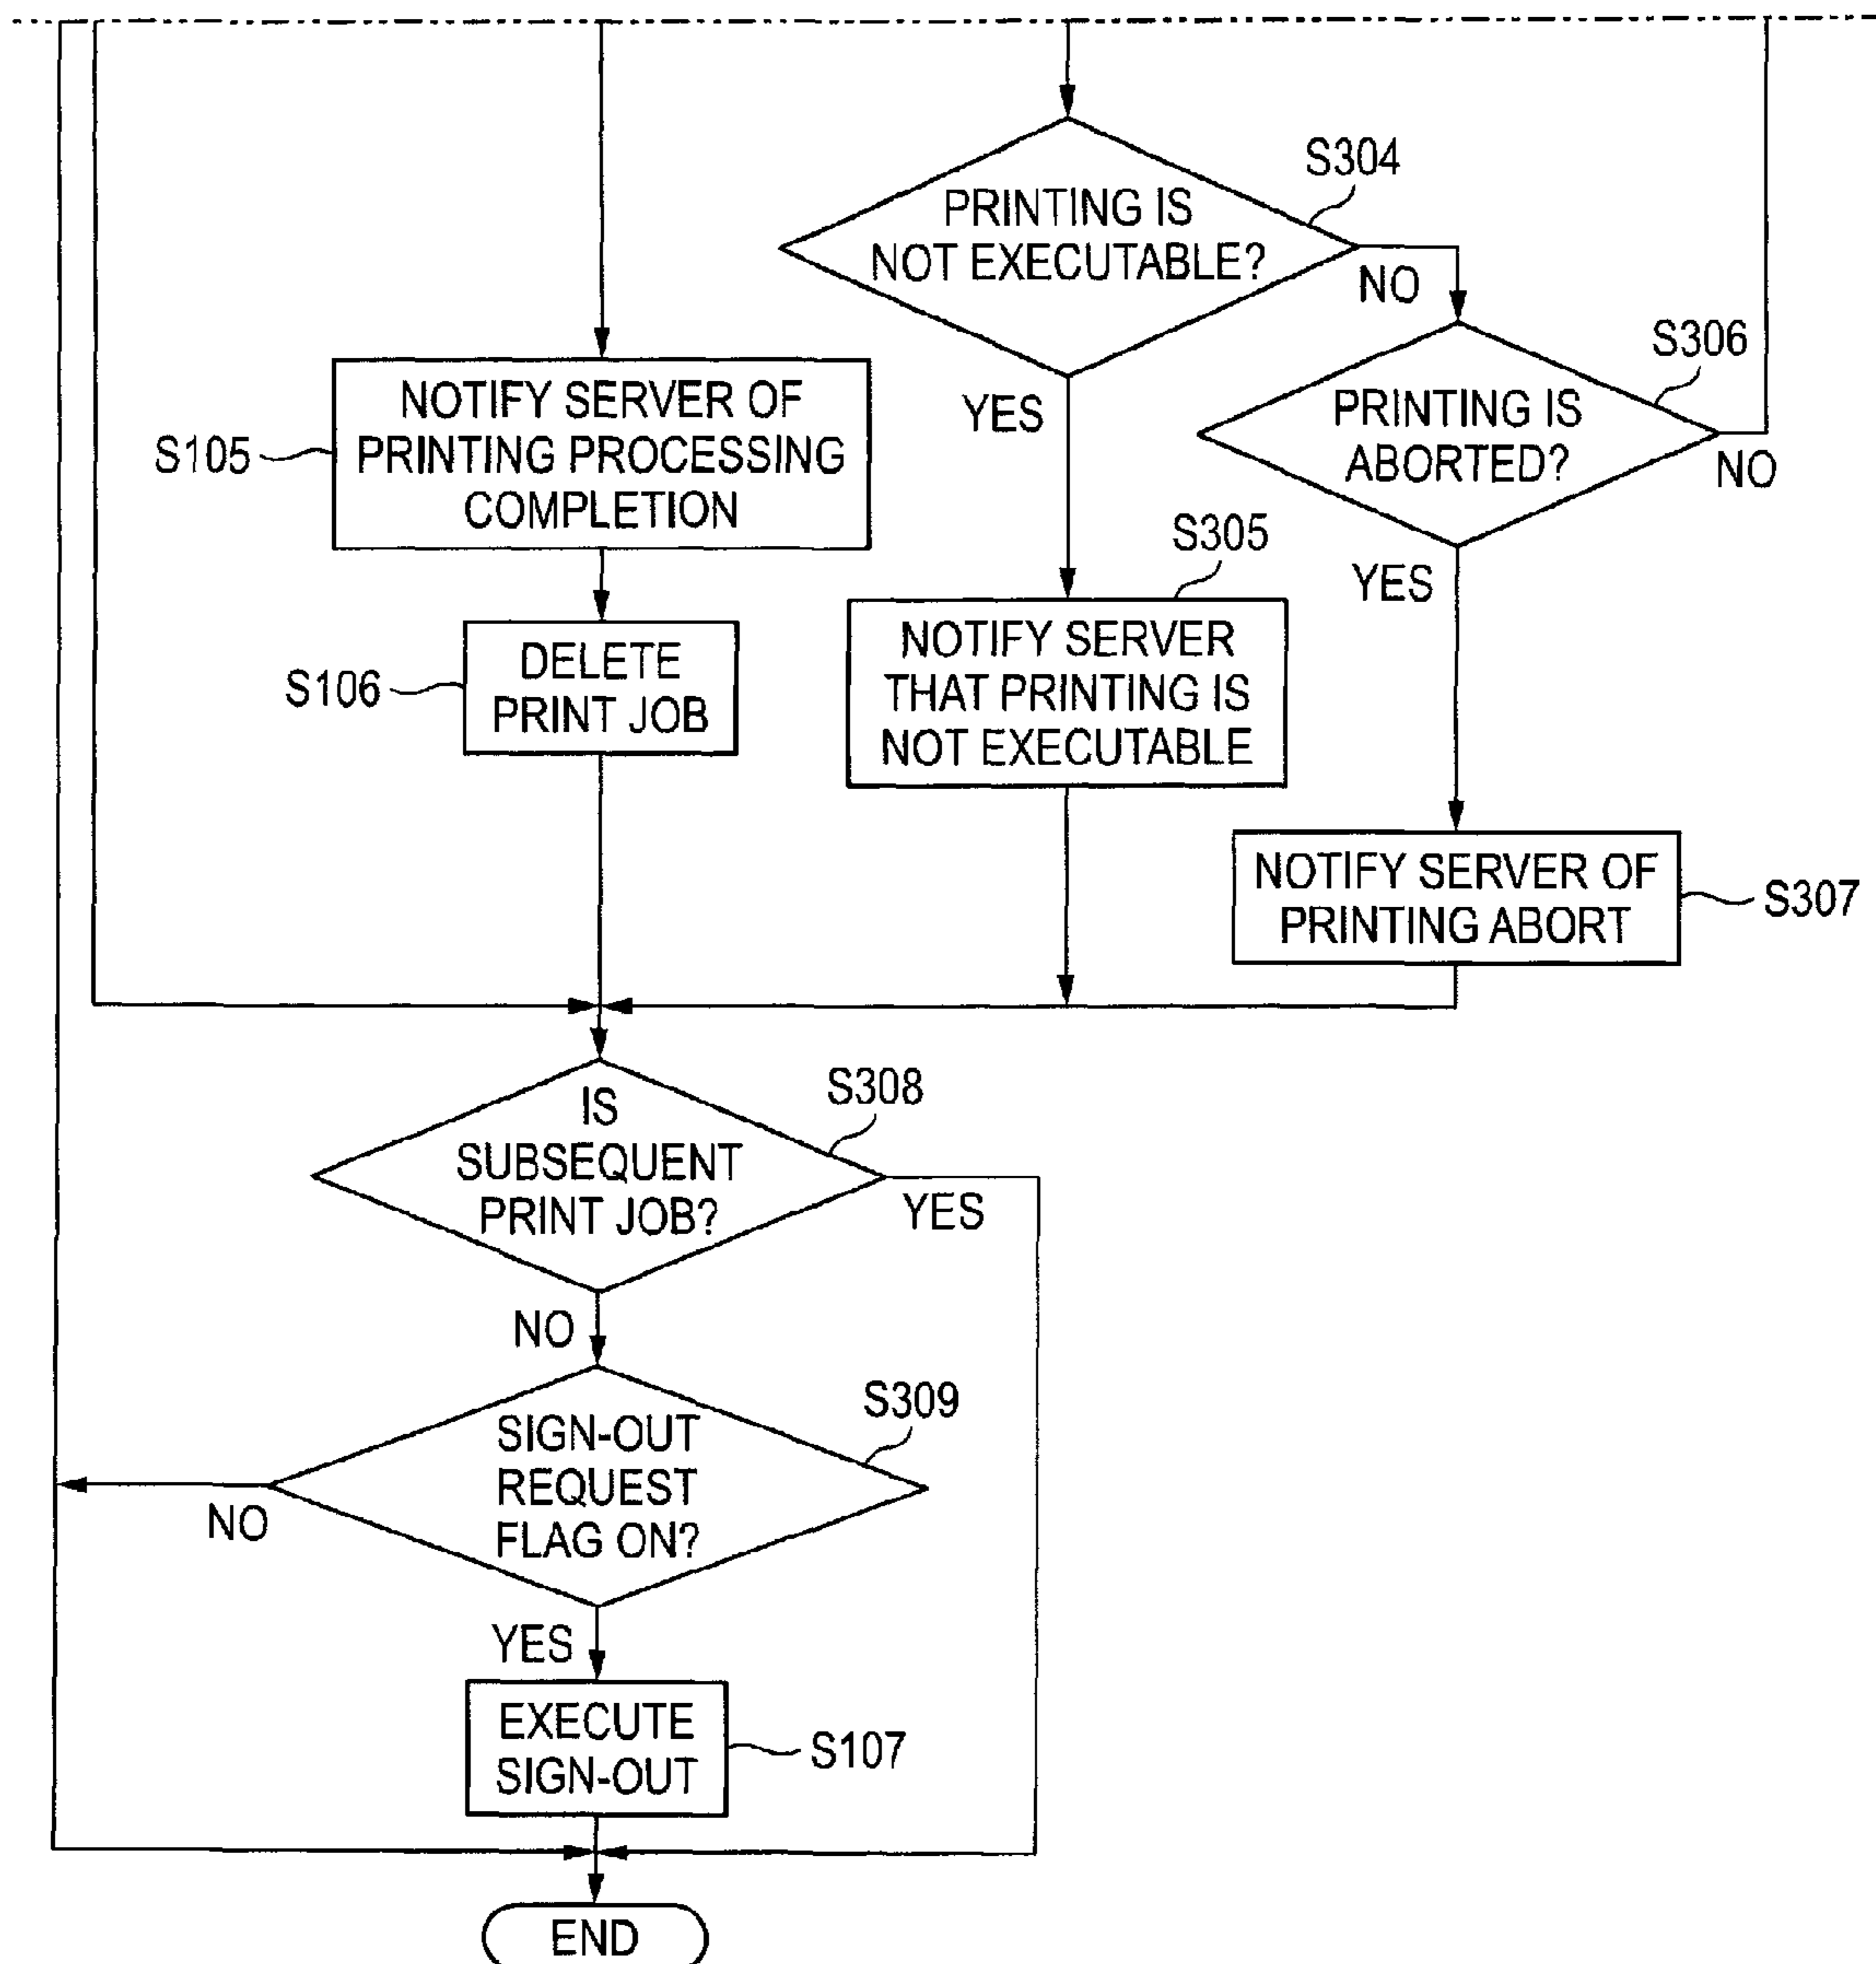 S304
PRINTING IS
NOT EXECUTABLE?
NO
YES
S306
PRINTING IS
ABORTED?
NO
YES
S105
NOTIFY SERVER OF
PRINTING PROCESSING
COMPLETION
S106
DELETE
PRINT JOB
S305
NOTIFY SERVER
THAT PRINTING IS
NOT EXECUTABLE
NOTIFY SERVER OF
PRINTING ABORT
S307
S308
IS
SUBSEQUENT
PRINT JOB?
YES
NO
S309
SIGN-OUT
REQUEST
FLAG ON?
NO
YES
EXECUTE
SIGN-OUT
S107
END